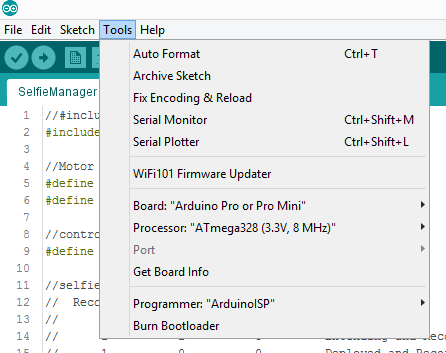 File Edit Sketch Tools Help
Auto Format Ctrl+T
Archive Sketch
Fix Encoding & Reload
Serial Monitor Ctrl+Shift+M
Serial Plotter Ctrl+Shift+L
WiFi101 Firmware Updater
Board: "Arduino Pro or Pro Mini"
Processor: "ATmega328 (3.3V, 8 MHz)"
Port
Get Board Info
Programmer: "ArduinoISP"
Burn Bootloader
SelfieManager
1 //#inclu
2 #include
3
4 //Motor
5 #define
6 #define
7
8 //contro
9 #define
10
11 //selfie
12 // Reco
13 //
14 //
15 // Deployed and Recor